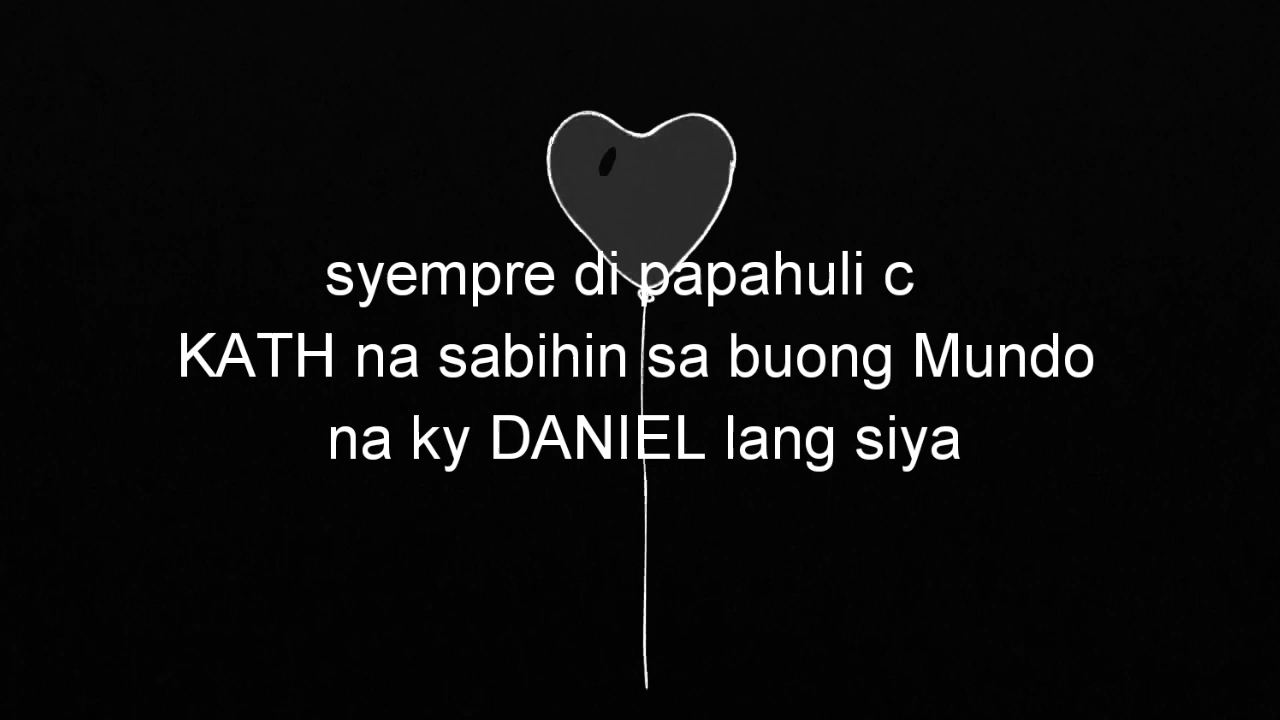 syempre di papahuli c
KATH na sabihin sa buong Mundo
na ky DANIEL lang siya